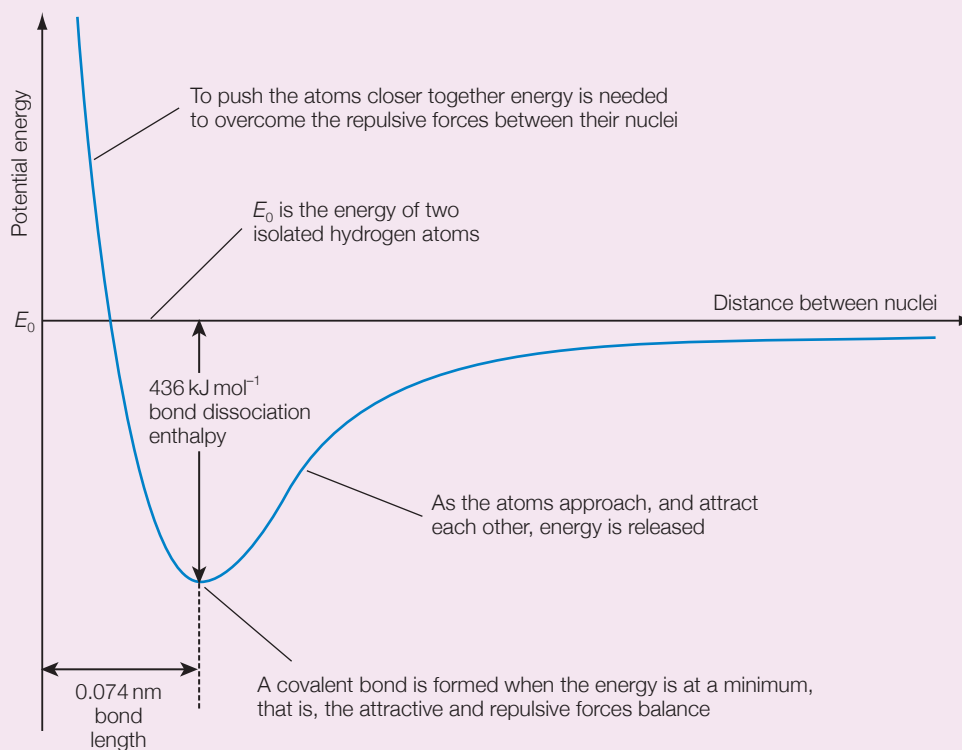 To push the atoms closer together energy is needed
to overcome the repulsive forces between their nuclei
Potential energy
E₀ is the energy of two
isolated hydrogen atoms
Distance between nuclei
E₀
436 kJ mol⁻¹
bond dissociation
enthalpy
As the atoms approach, and attract
each other, energy is released
0.074 nm
bond
length
A covalent bond is formed when the energy is at a minimum,
that is, the attractive and repulsive forces balance